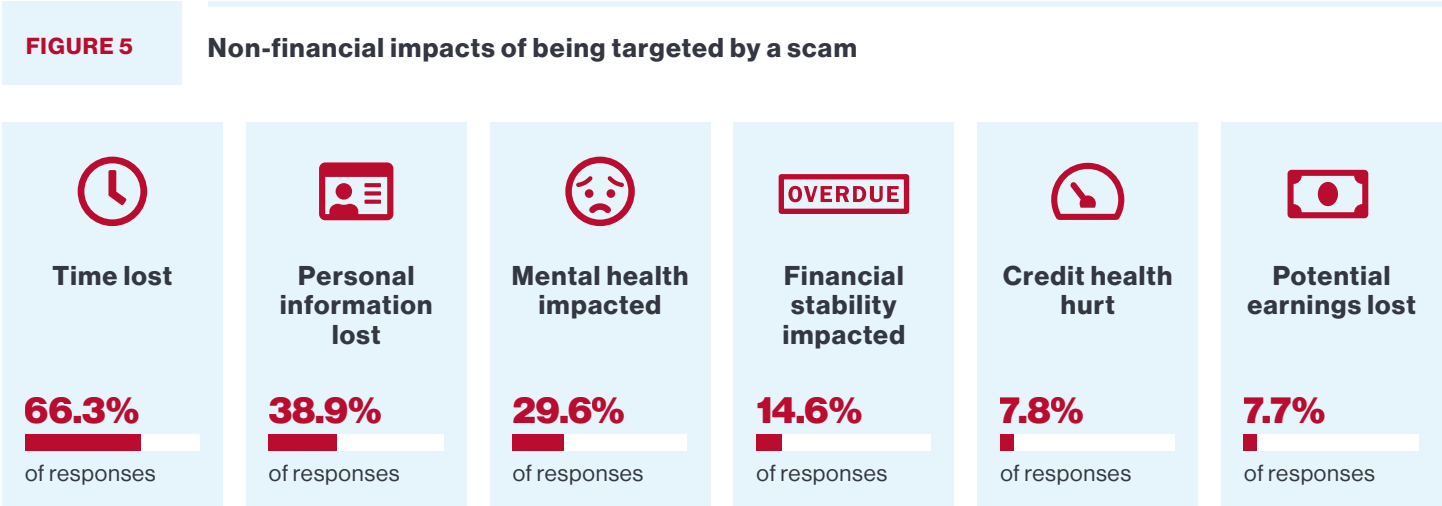 FIGURE 5
Non-financial impacts of being targeted by a scam
Time lost
66.3%
of responses
Personal
information
lost
38.9%
of responses
Mental health
impacted
29.6%
of responses
OVERDUE
Financial
stability
impacted
14.6%
of responses
Credit health
hurt
7.8%
of responses
Potential
earnings lost
7.7%
of responses